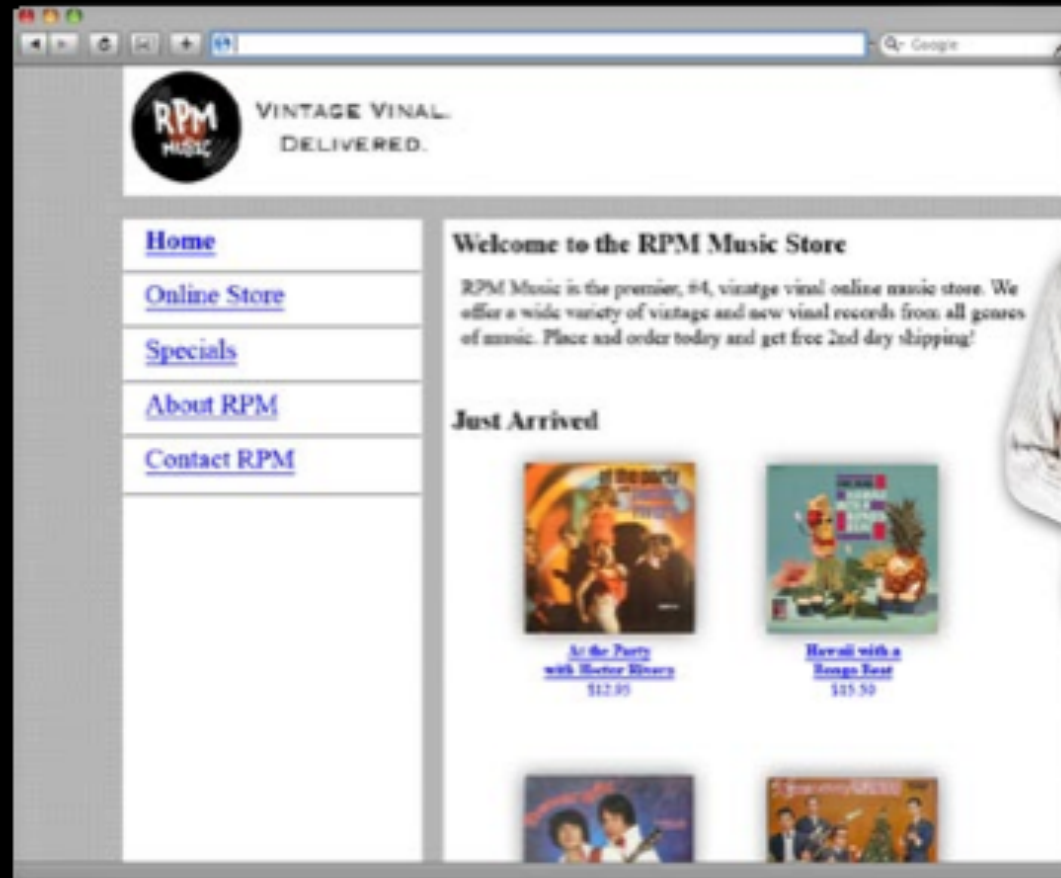 Google
RPM
MUSIC
VINTAGE VINAL.
DELIVERED.
Home
Online Store
Specials
About RPM
Contact RPM
Welcome to the RPM Music Store
RPM Music is the premier, #4, vinatge vinal online music store. We
offer a wide variety of vintage and new vinal records from all genres
of music. Place and order today and get free 2nd day shipping!
Just Arrived
at the party
At the Party
with Hector Rivera
$12.95
Hawaii with a
Bongo Beat
$15.50